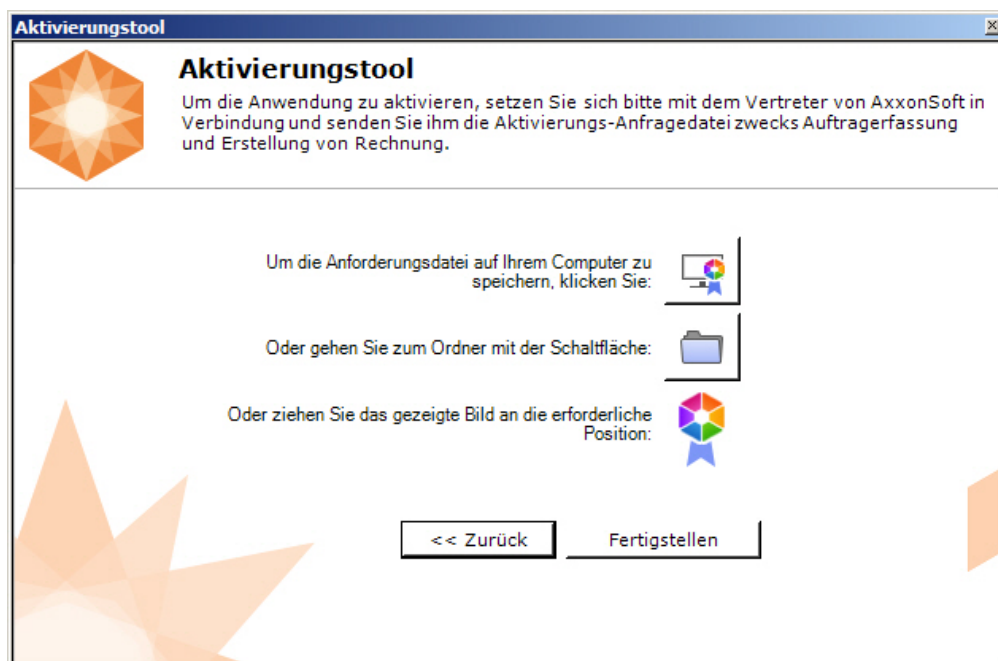 Aktivierungstool
Aktivierungstool
Um die Anwendung zu aktivieren, setzen Sie sich bitte mit dem Vertreter von AxxonSoft in
Verbindung und senden Sie ihm die Aktivierungs-Anfragedatei zwecks Auftragerfassung
und Erstellung von Rechnung.
Um die Anforderungsdatei auf Ihrem Computer zu
speichern, klicken Sie:
Oder gehen Sie zum Ordner mit der Schaltfläche:
Oder ziehen Sie das gezeigte Bild an die erforderliche
Position:
<< Zurück
Fertigstellen